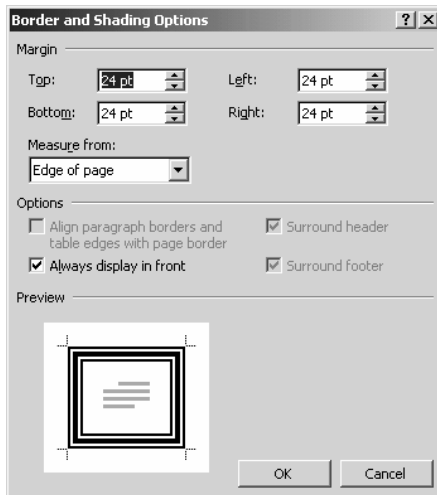 Border and Shading Options
Margin
Top: 24 pt Left: 24 pt
Bottom: 24 pt Right: 24 pt
Measure from:
Edge of page
Options
Align paragraph borders and table edges with page border
Surround header
Always display in front
Surround footer
Preview
OK Cancel